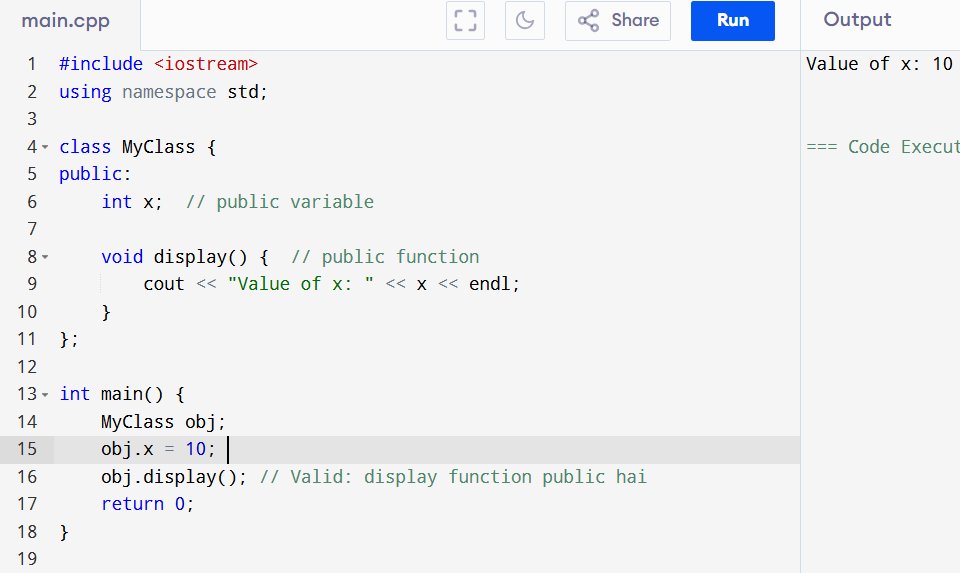 main.cpp
Share
Run
Output
1 #include <iostream>
2 using namespace std;
3
4 class MyClass {
5 public:
6     int x;  // public variable
7
8     void display() {  // public function
9         cout << "Value of x: " << x << endl;
10     }
11 };
12
13 int main() {
14     MyClass obj;
15     obj.x = 10;
16     obj.display(); // Valid: display function public hai
17     return 0;
18 }
19
Value of x: 10
=== Code Execut